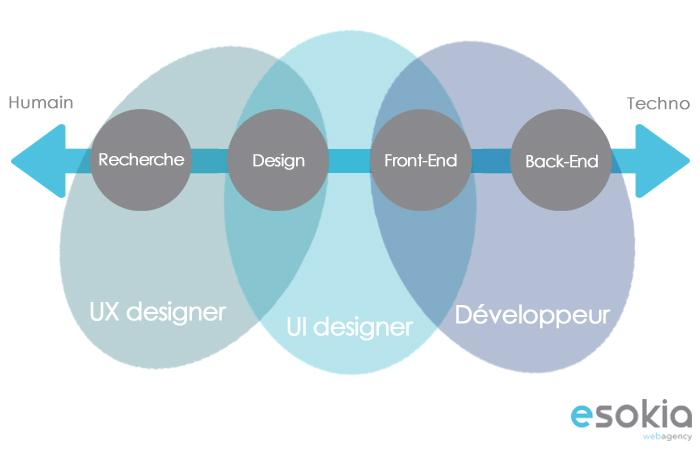 Humain
Techno
Recherche
Design
Front-End
Back-End
UX designer
UI designer
Développeur
esokia
webagency